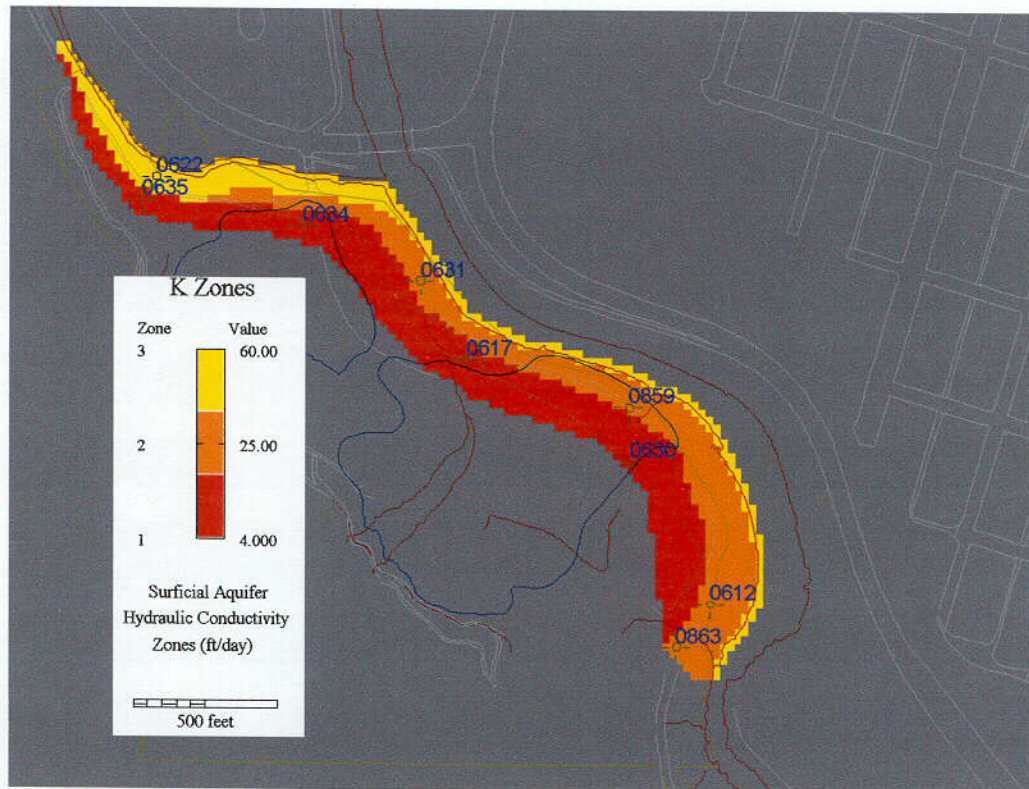 0622
0635
0634
0631
0617
0859
0630
0612
0863
K Zones
Zone Value
3 60.00
2 25.00
1 4.000
Surficial Aquifer
Hydraulic Conductivity
Zones (ft/day)
500 feet